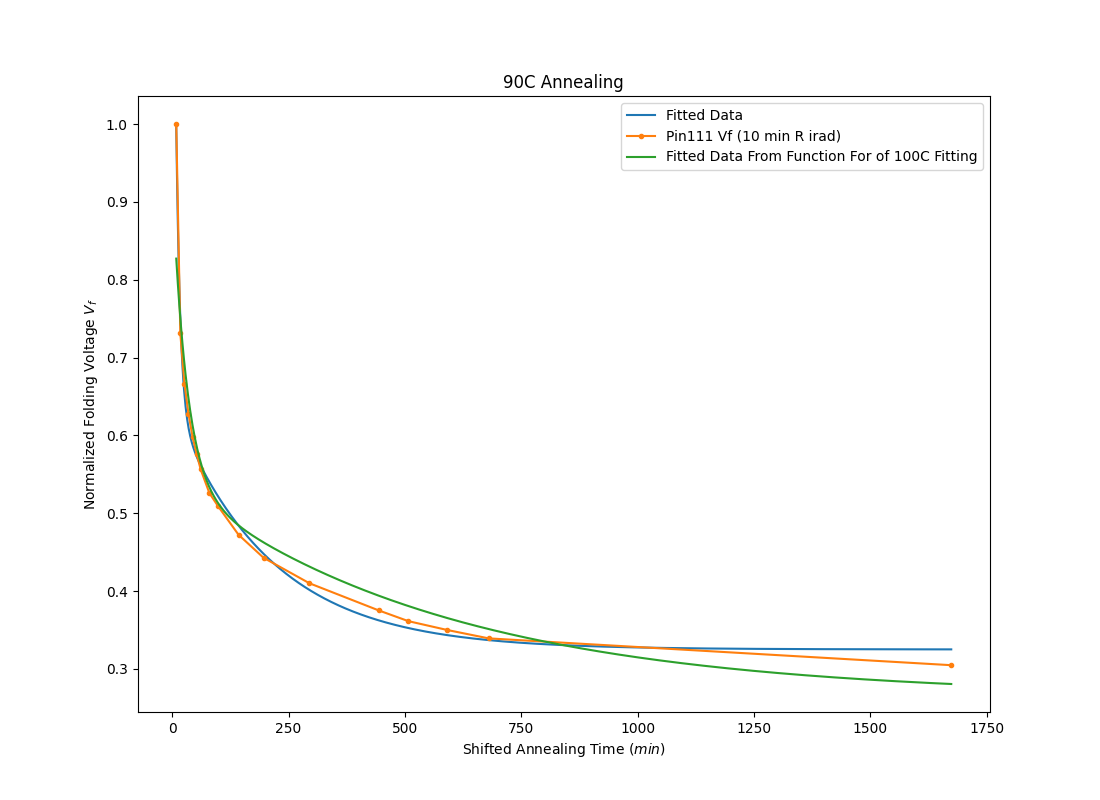 90C Annealing
Fitted Data
Pin111 Vf (10 min R irad)
Fitted Data From Function For of 100C Fitting
Normalized Folding Voltage V_f
1.0
0.9
0.8
0.7
0.6
0.5
0.4
0.3
0 250 500 750 1000 1250 1500 1750
Shifted Annealing Time (min)